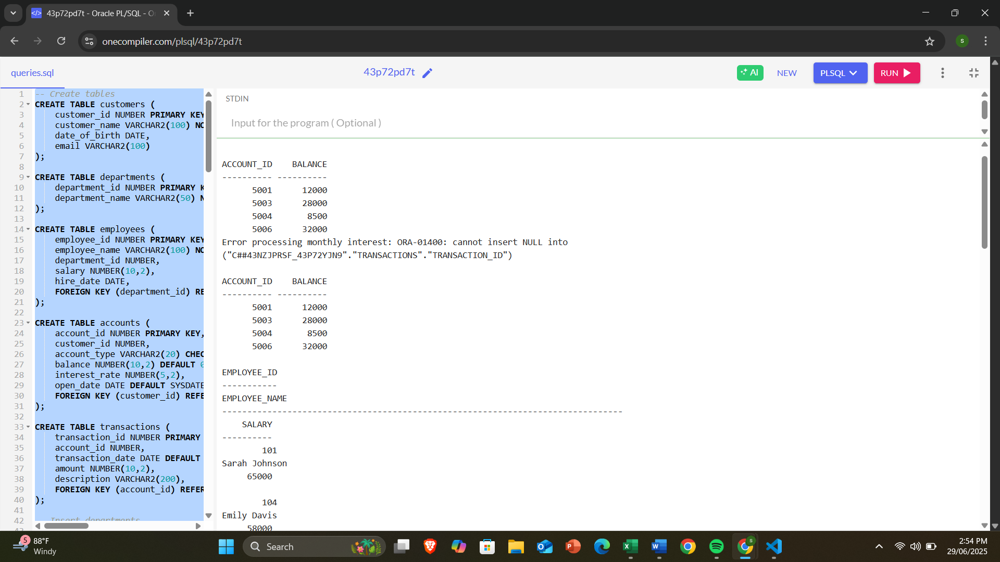 43p72pd7t - Oracle PL/SQL - O
onecompiler.com/plsql/43p72pd7t
S
queries.sql
43p72pd7t
AI
NEW
PLSQL
RUN
1 -- Create tables
2 CREATE TABLE customers (
3 customer_id NUMBER PRIMARY KEY
4 customer_name VARCHAR2(100) NO
5 date_of_birth DATE,
6 email VARCHAR2(100)
7 );
8
9 CREATE TABLE departments (
10 department_id NUMBER PRIMARY K
11 department_name VARCHAR2(50) N
12 );
13
14 CREATE TABLE employees (
15 employee_id NUMBER PRIMARY KEY
16 employee_name VARCHAR2(100) NO
17 department_id NUMBER,
18 salary NUMBER(10,2),
19 hire_date DATE,
20 FOREIGN KEY (department_id) RE
21 );
22
23 CREATE TABLE accounts (
24 account_id NUMBER PRIMARY KEY,
25 customer_id NUMBER,
26 account_type VARCHAR2(20) CHEC
27 balance NUMBER(10,2) DEFAULT 0
28 interest_rate NUMBER(5,2),
29 open_date DATE DEFAULT SYSDATE
30 FOREIGN KEY (customer_id) REFE
31 );
32
33 CREATE TABLE transactions (
34 transaction_id NUMBER PRIMARY
35 account_id NUMBER,
36 transaction_date DATE DEFAULT
37 amount NUMBER(10,2),
38 description VARCHAR2(200),
39 FOREIGN KEY (account_id) REFER
40 );
41
42 -- Insert departments
STDIN
Input for the program ( Optional )
ACCOUNT_ID BALANCE
---------- ----------
5001 12000
5003 28000
5004 8500
5006 32000
Error processing monthly interest: ORA-01400: cannot insert NULL into
("C##43NZJPRSF_43P72YJN9"."TRANSACTIONS"."TRANSACTION_ID")
ACCOUNT_ID BALANCE
---------- ----------
5001 12000
5003 28000
5004 8500
5006 32000
EMPLOYEE_ID
-----------
EMPLOYEE_NAME
--------------------------------------------------------------------------------
SALARY
----------
101
Sarah Johnson
65000
104
Emily Davis
58000
5
88°F
Windy
Search
2:54 PM
29/06/2025